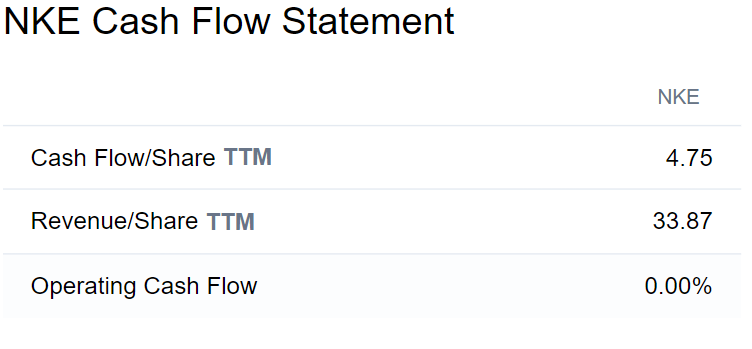 NKE Cash Flow Statement
NKE
Cash Flow/Share TTM 4.75
Revenue/Share TTM 33.87
Operating Cash Flow 0.00%